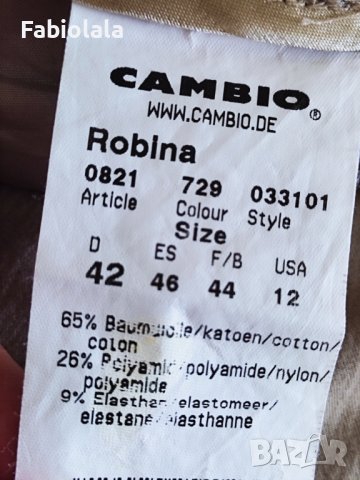 Fabiolala
CAMBIO®
WWW.CAMBIO.DE
Robina
0821 729 033101
Article Colour Style
Size
D ES F/B USA
42 46 44 12
65% Baumwolle/katoen/cotton/
coton
26% Polyamid/polyamide/nylon/
polyamide
9% Elasthan/elastomeer/
elastane/elasthanne
bazar